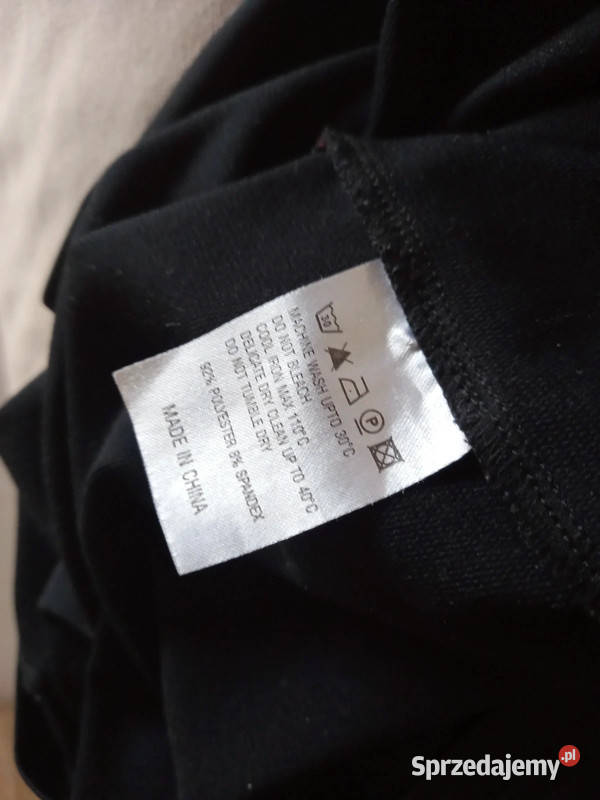 30
P
MACHINE WASH UPTO 30°C
DO NOT BLEACH
COOL IRON MAX 110°C
DELICATE DRY CLEAN UP TO 40°C
DO NOT TUMBLE DRY
POLYESTER 8% SPANDEX
MADE IN CHINA
Sprzedajemy.pl